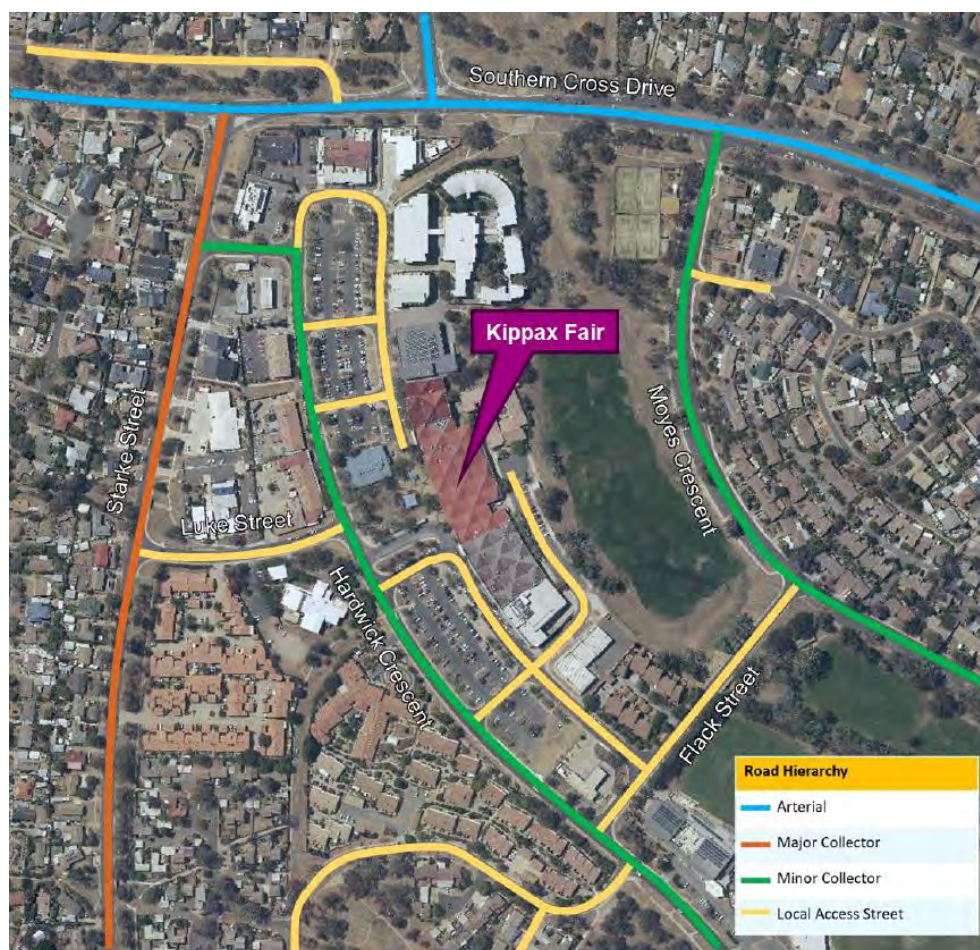 Southern Cross Drive
Kippax Fair
Starke Street
Moyes Crescent
Luke Street
Hardwick Crescent
Flack Street
Road Hierarchy
Arterial
Major Collector
Minor Collector
Local Access Street